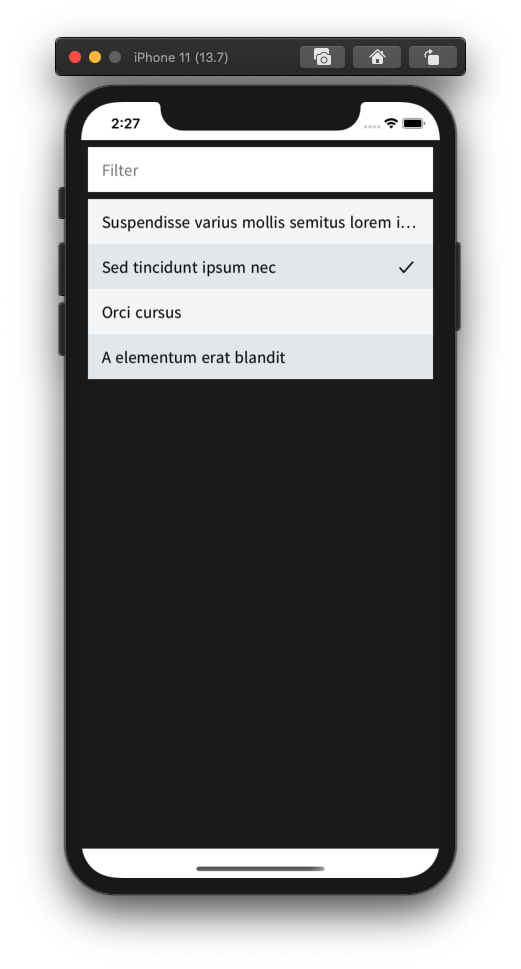 iPhone 11 (13.7)
2:27
Filter
Suspendisse varius mollis semitus lorem i...
Sed tincidunt ipsum nec
Orci cursus
A elementum erat blandit